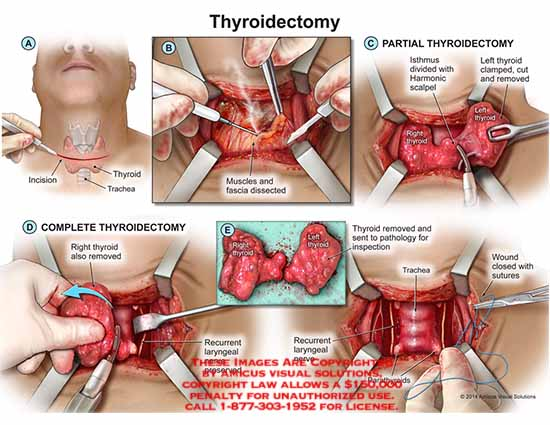 Thyroidectomy
A
Incision
Thyroid
Trachea
B
Muscles and
fascia dissected
C PARTIAL THYROIDECTOMY
Isthmus
divided with
Harmonic
scalpel
Left thyroid
clamped, cut
and removed
Right
thyroid
Left
thyroid
D COMPLETE THYROIDECTOMY
Right thyroid
also removed
Recurrent
laryngeal
nerve
preserved
E
Right
thyroid
Left
thyroid
Thyroid removed and
sent to pathology for
inspection
Trachea
Wound
closed with
sutures
Recurrent
laryngeal
nerve
Parathyroids
These Images Are Copyrighted
by Amicus Visual Solutions.
Copyright law allows a $150,000
penalty for unauthorized use.
Call 1-877-303-1952 for license.
© 2014 Amicus Visual Solutions